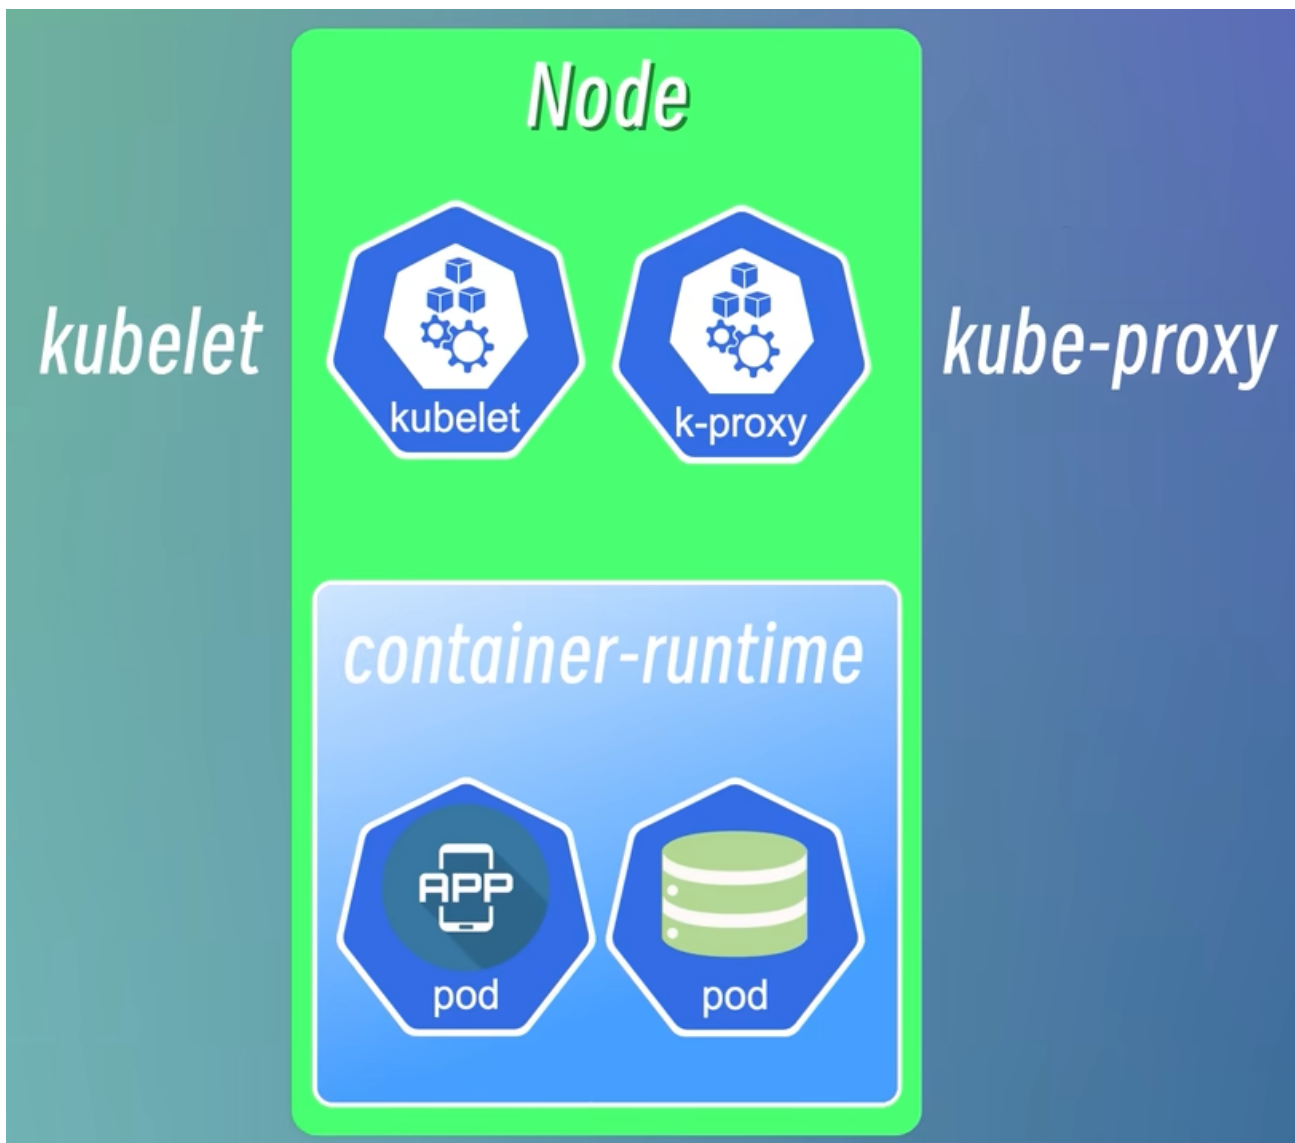 Node
kubelet
kubelet
k-proxy
kube-proxy
container-runtime
APP
pod
pod